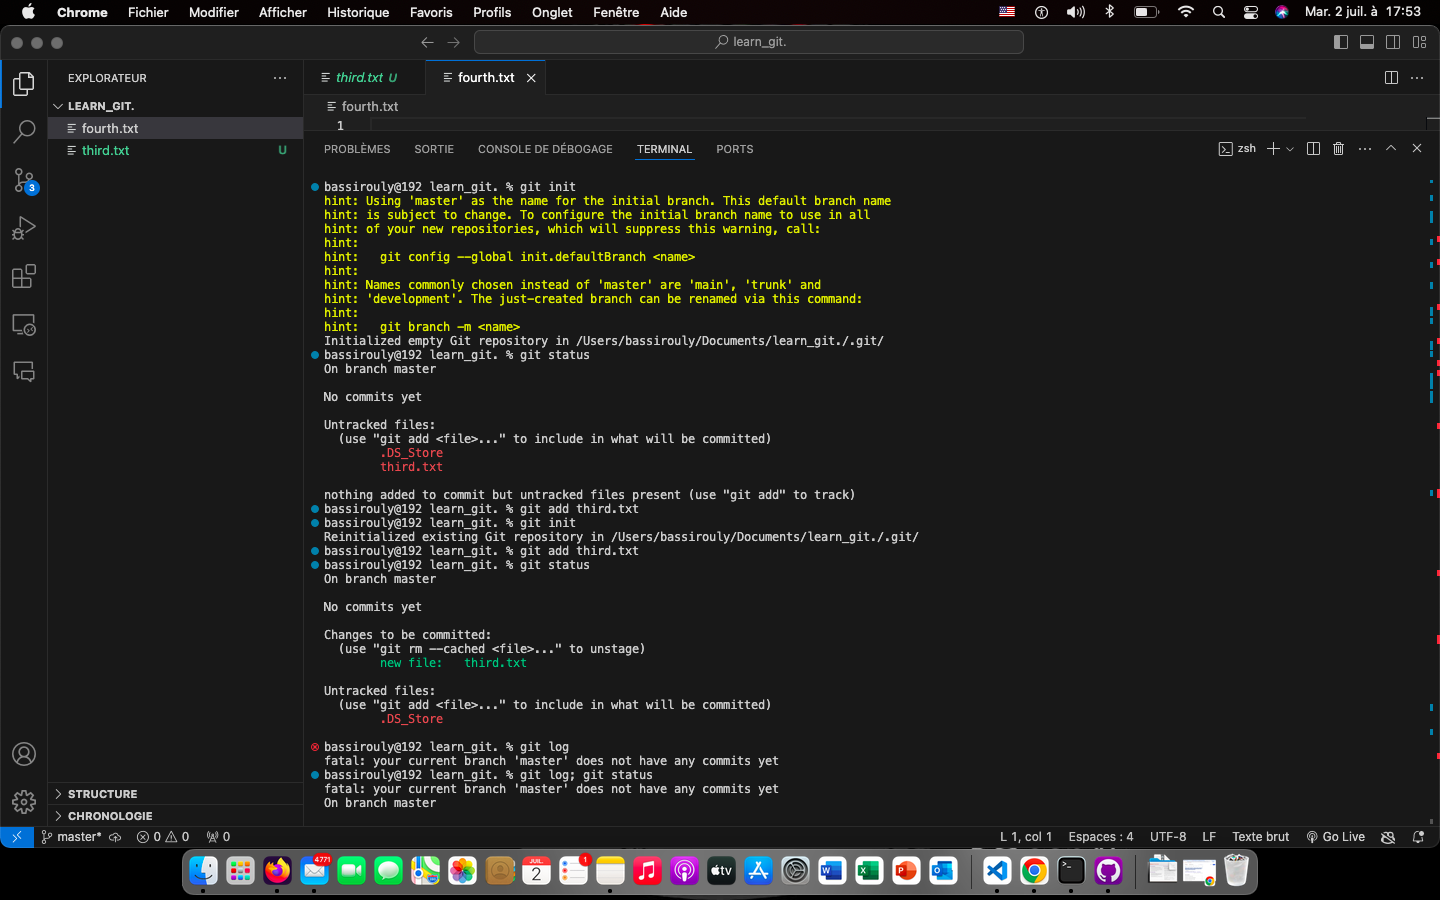 Chrome Fichier Modifier Afficher Historique Favoris Profils Onglet Fenêtre Aide Mar. 2 juil. à 17:53
learn_git.
EXPLORATEUR
LEARN_GIT.
fourth.txt
third.txt U
third.txt U fourth.txt
fourth.txt
1
PROBLÈMES SORTIE CONSOLE DE DÉBOGAGE TERMINAL PORTS zsh
bassirouly@192 learn_git. % git init
hint: Using 'master' as the name for the initial branch. This default branch name
hint: is subject to change. To configure the initial branch name to use in all
hint: of your new repositories, which will suppress this warning, call:
hint:
hint:   git config --global init.defaultBranch <name>
hint:
hint: Names commonly chosen instead of 'master' are 'main', 'trunk' and
hint: 'development'. The just-created branch can be renamed via this command:
hint:
hint:   git branch -m <name>
Initialized empty Git repository in /Users/bassirouly/Documents/learn_git./.git/
bassirouly@192 learn_git. % git status
On branch master
No commits yet
Untracked files:
  (use "git add <file>..." to include in what will be committed)
        .DS_Store
        third.txt
nothing added to commit but untracked files present (use "git add" to track)
bassirouly@192 learn_git. % git add third.txt
bassirouly@192 learn_git. % git init
Reinitialized existing Git repository in /Users/bassirouly/Documents/learn_git./.git/
bassirouly@192 learn_git. % git add third.txt
bassirouly@192 learn_git. % git status
On branch master
No commits yet
Changes to be committed:
  (use "git rm --cached <file>..." to unstage)
        new file:   third.txt
Untracked files:
  (use "git add <file>..." to include in what will be committed)
        .DS_Store
bassirouly@192 learn_git. % git log
fatal: your current branch 'master' does not have any commits yet
bassirouly@192 learn_git. % git log; git status
fatal: your current branch 'master' does not have any commits yet
On branch master
3
STRUCTURE
CHRONOLOGIE
master* 0 0 0 L 1, col 1 Espaces : 4 UTF-8 LF Texte brut Go Live
4771 JUIL. 2 1 tv